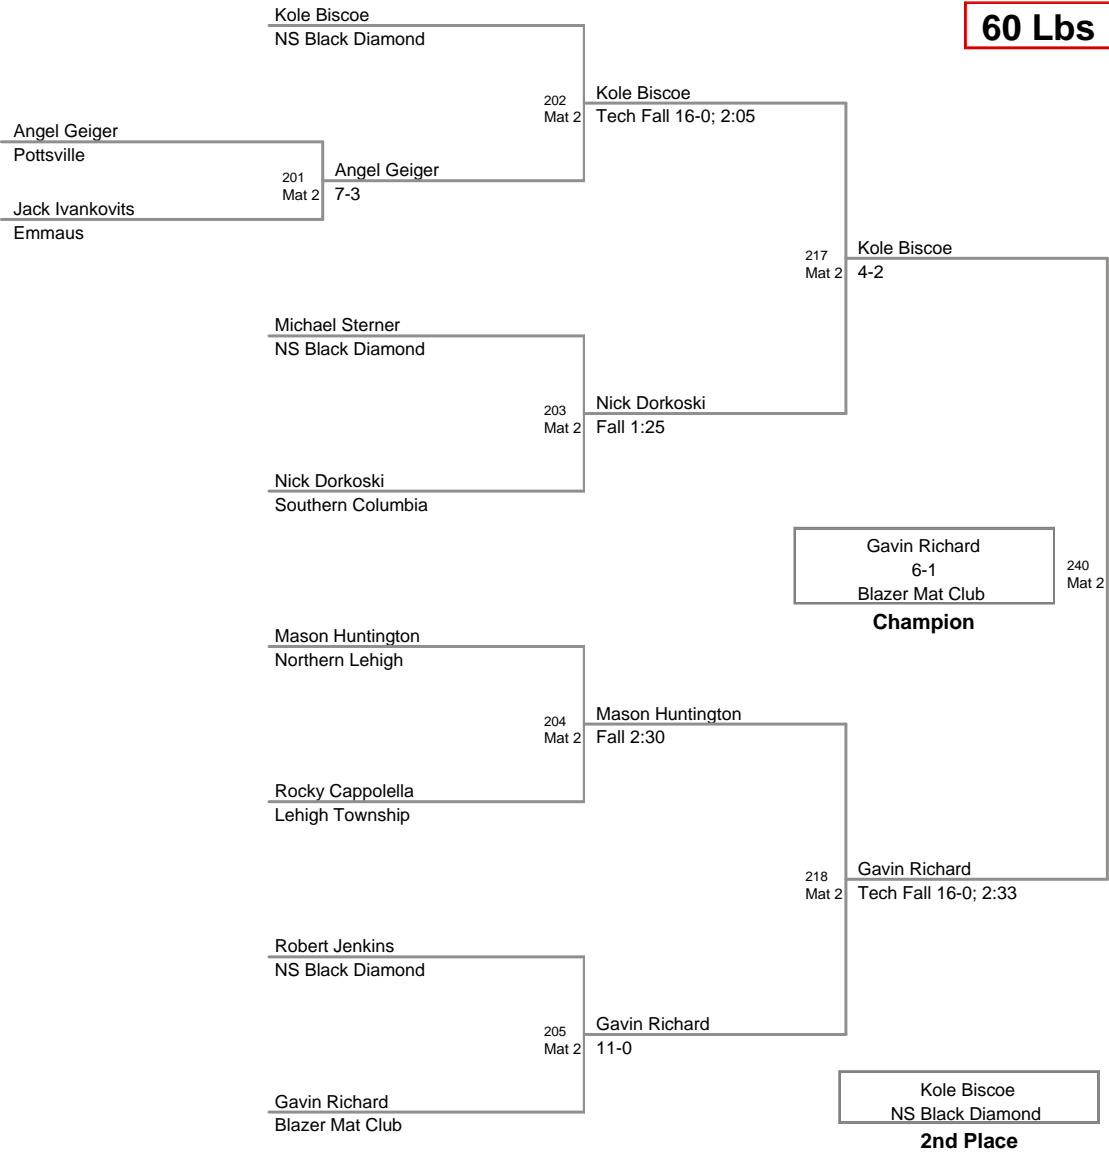 Kole Biscoe
NS Black Diamond
60 Lbs
202
Mat 2
Kole Biscoe
Tech Fall 16-0; 2:05
Angel Geiger
Pottsville
201
Mat 2
Angel Geiger
7-3
Jack Ivankovits
Emmaus
217
Mat 2
Kole Biscoe
4-2
Michael Sterner
NS Black Diamond
203
Mat 2
Nick Dorkoski
Fall 1:25
Nick Dorkoski
Southern Columbia
Gavin Richard
6-1
Blazer Mat Club
Champion
240
Mat 2
Mason Huntington
Northern Lehigh
204
Mat 2
Mason Huntington
Fall 2:30
Rocky Cappolella
Lehigh Township
218
Mat 2
Gavin Richard
Tech Fall 16-0; 2:33
Robert Jenkins
NS Black Diamond
205
Mat 2
Gavin Richard
11-0
Gavin Richard
Blazer Mat Club
Kole Biscoe
NS Black Diamond
2nd Place